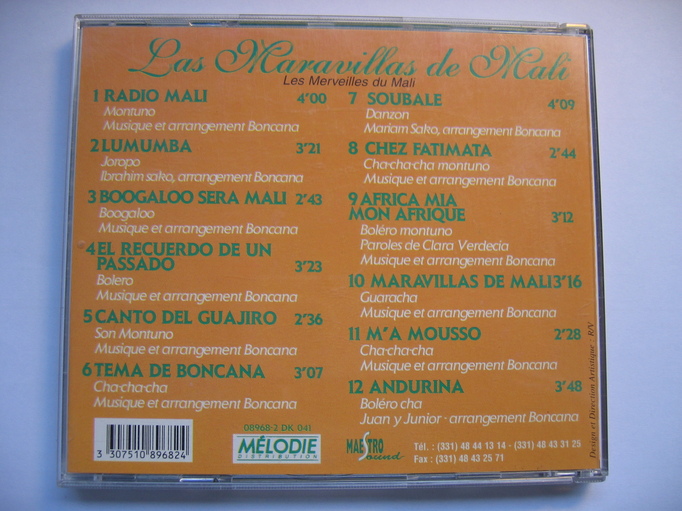 Las Maravillas de Mali
Les Merveilles du Mali
1 RADIO MALI 4'00
Montuno
Musique et arrangement Boncana
2 LUMUMBA 3'21
Joropo
Ibrahim sako, arrangement Boncana
3 BOOGALOO SERA MALI 2'43
Boogaloo
Musique et arrangement Boncana
4 EL RECUERDO DE UN
PASSADO 3'23
Bolero
Musique et arrangement Boncana
5 CANTO DEL GUAJIRO 2'36
Son Montuno
Musique et arrangement Boncana
6 TEMA DE BONCANA 3'07
Cha-cha-cha
Musique et arrangement Boncana
7 SOUBALE 4'09
Danzon
Mariam Sako, arrangement Boncana
8 CHEZ FATIMATA 2'44
Cha-cha-cha montuno
Musique et arrangement Boncana
9 AFRICA MIA
MON AFRIQUE 3'12
Boléro montuno
Paroles de Clara Verdecia
Musique et arrangement Boncana
10 MARAVILLAS DE MALI 3'16
Guaracha
Musique et arrangement Boncana
11 M'A MOUSSO 2'28
Cha-cha-cha
Musique et arrangement Boncana
12 ANDURINA 3'48
Boléro cha
Juan y Junior - arrangement Boncana
3 307510 896824
08968-2 DK 041
MÉLODIE
DISTRIBUTION
MAESTRO
Sound
Tél. : (331) 48 44 13 14 - (331) 48 43 31 25
Fax : (331) 48 43 25 71
Design et Direction Artistique · R/V